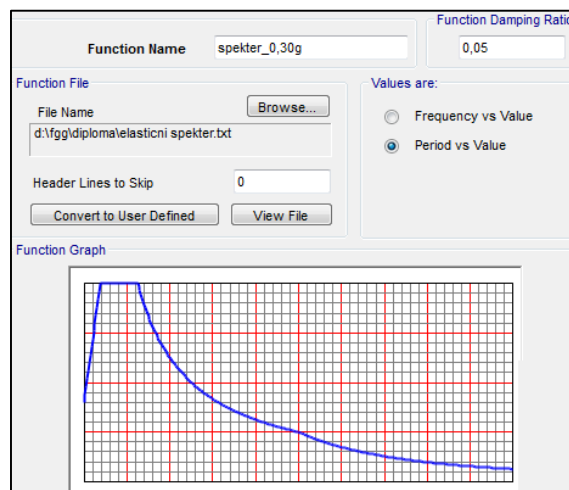 Function Damping Ratio
Function Name
spekter_0,30g
0,05
Function File
Values are:
File Name
Browse...
d:\fgg\diploma\elasticni spekter.txt
Frequency vs Value
Period vs Value
Header Lines to Skip
0
Convert to User Defined
View File
Function Graph